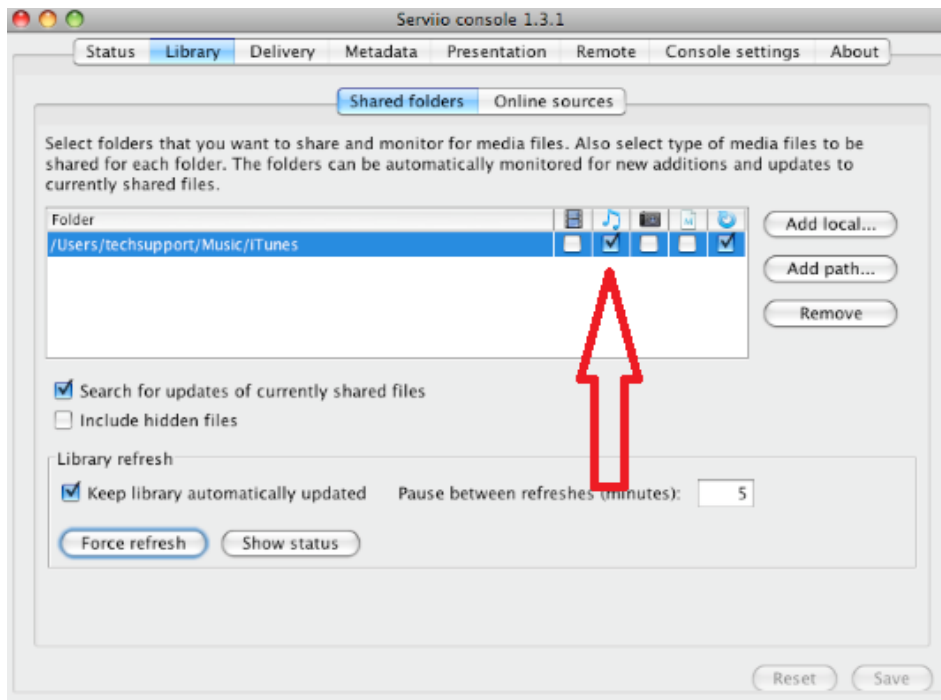 Serviio console 1.3.1
Status Library Delivery Metadata Presentation Remote Console settings About
Shared folders Online sources
Select folders that you want to share and monitor for media files. Also select type of media files to be
shared for each folder. The folders can be automatically monitored for new additions and updates to
currently shared files.
Folder
/Users/techsupport/Music/iTunes
Add local...
Add path...
Remove
Search for updates of currently shared files
Include hidden files
Library refresh
Keep library automatically updated Pause between refreshes (minutes): 5
Force refresh Show status
Reset Save